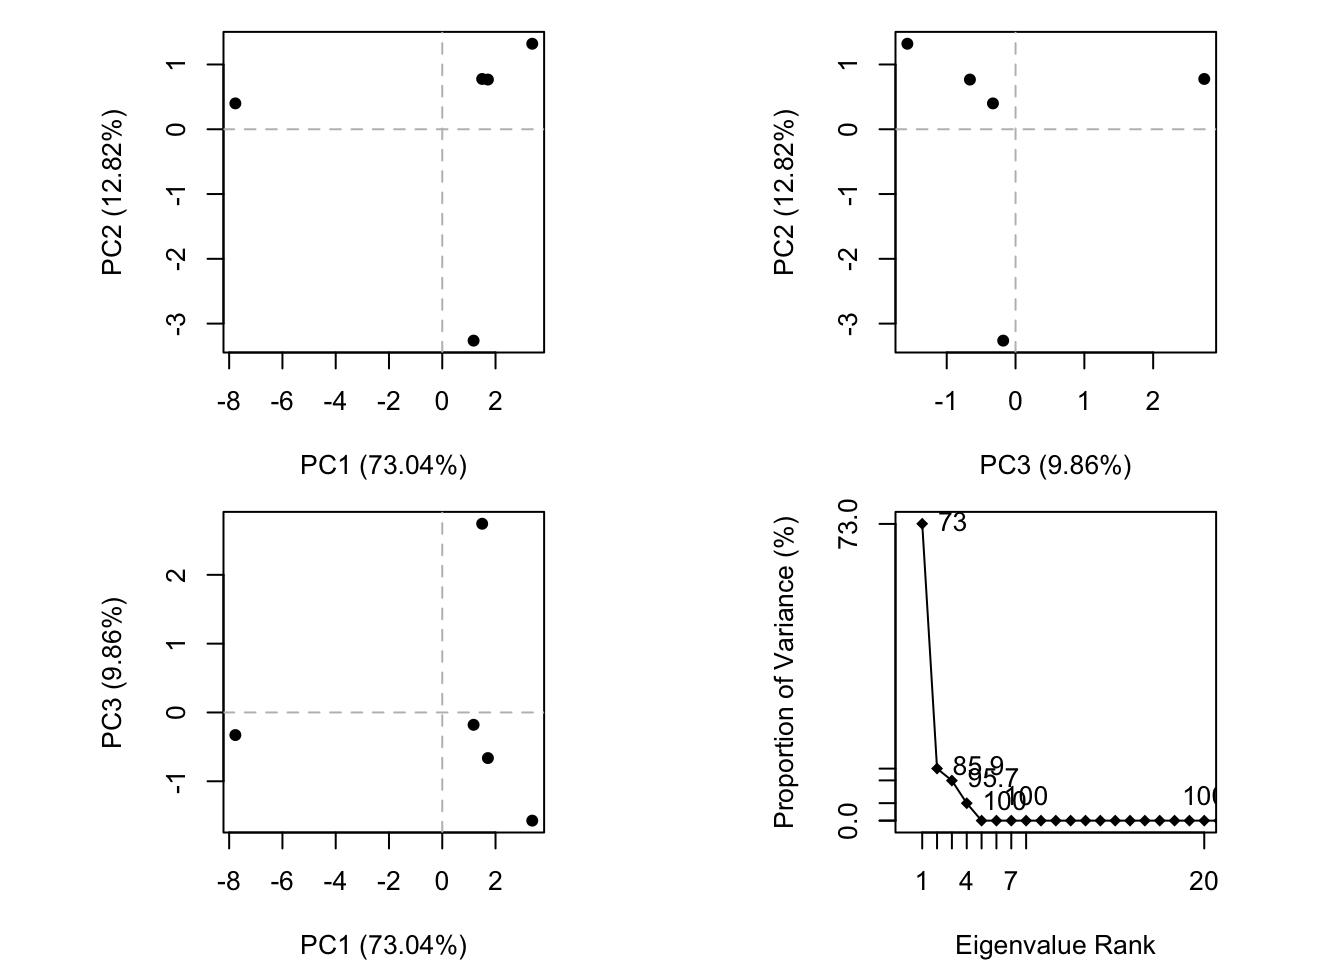 PC2 (12.82%)
1
0
-1
-2
-3
-8 -6 -4 -2 0 2
PC1 (73.04%)
PC2 (12.82%)
1
0
-1
-2
-3
-1 0 1 2
PC3 (9.86%)
PC3 (9.86%)
2
1
0
-1
-8 -6 -4 -2 0 2
PC1 (73.04%)
Proportion of Variance (%)
73.0
0.0
73
85.9
95.7
100
100
100
1 4 7 20
Eigenvalue Rank